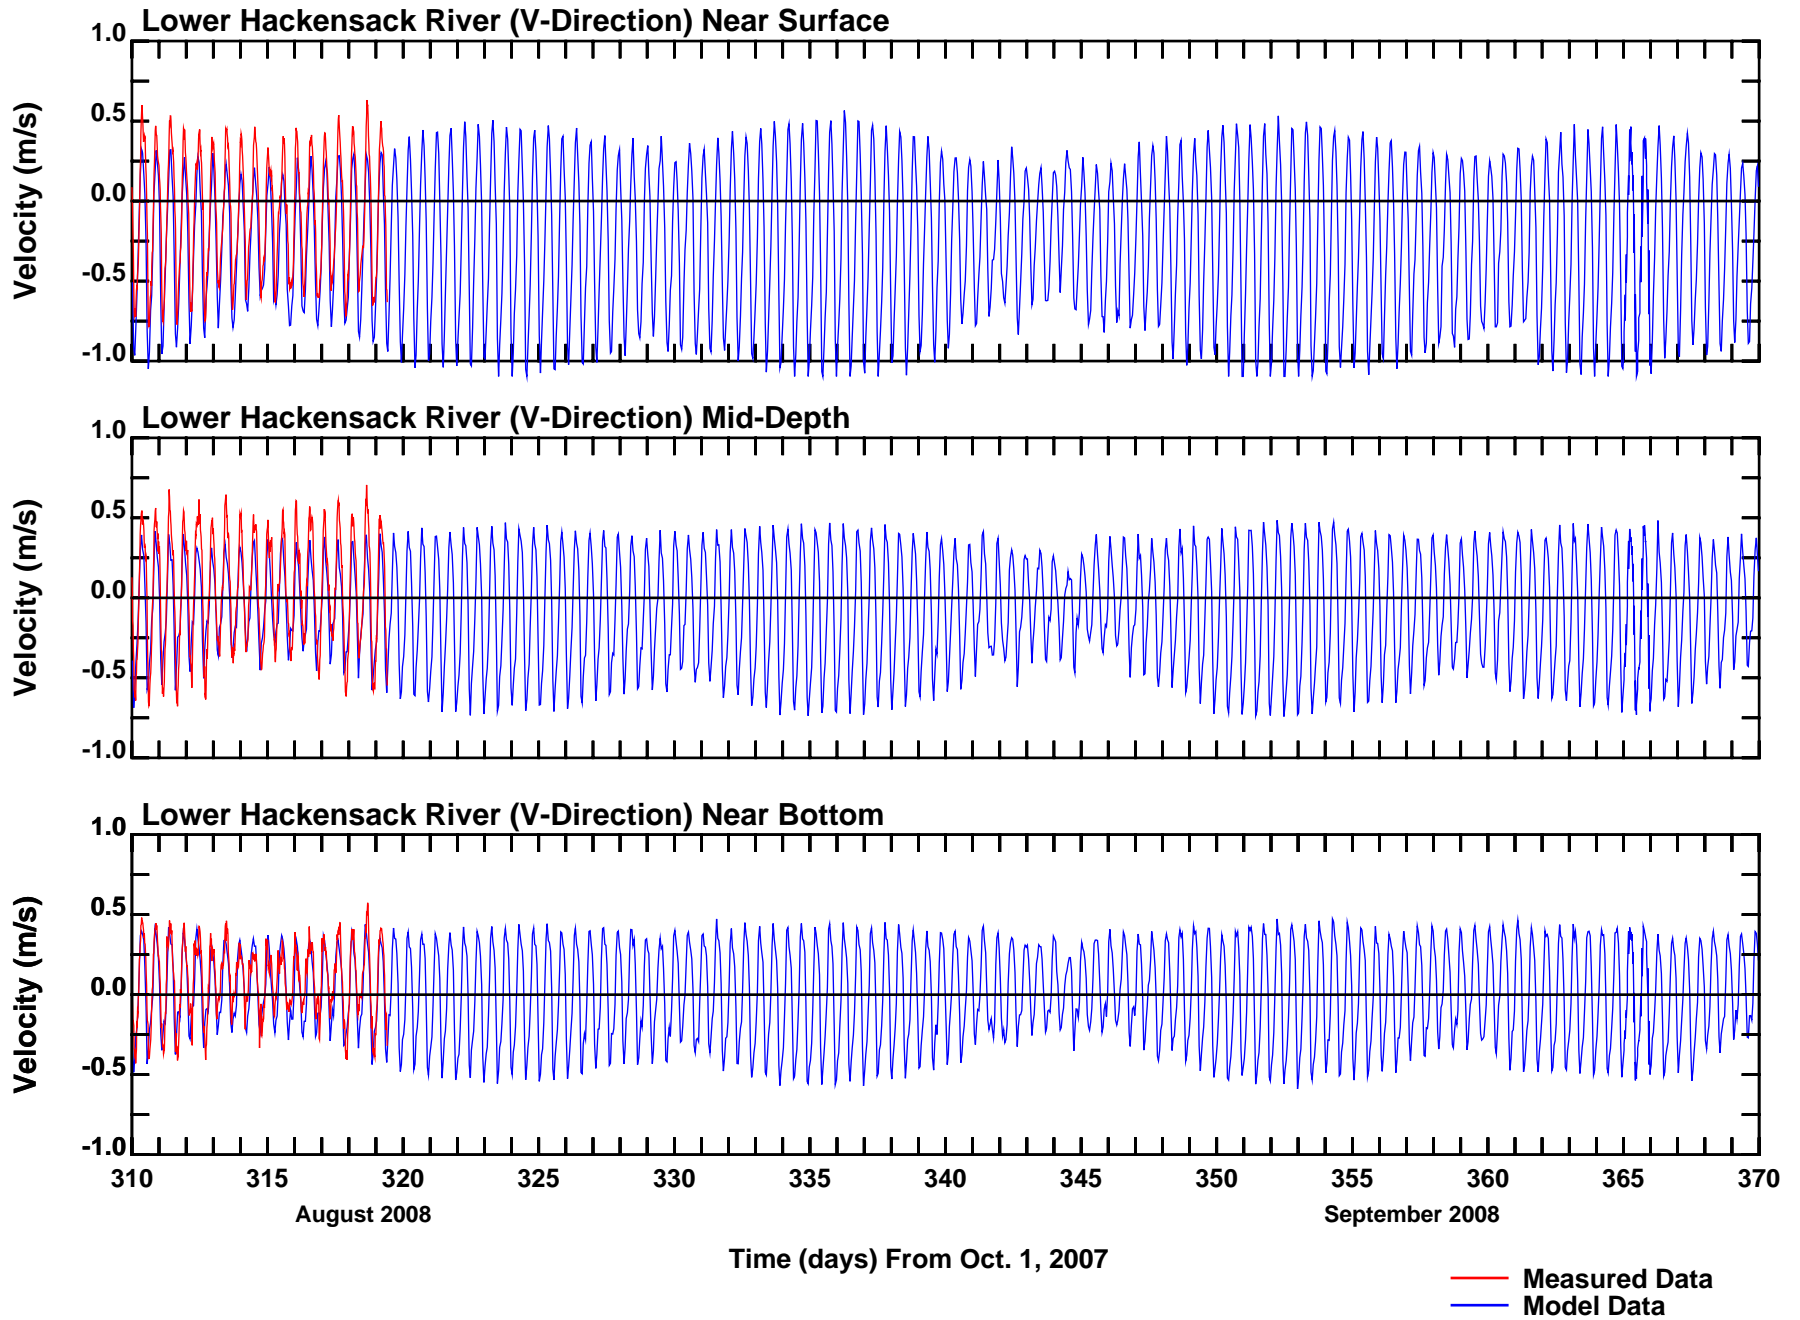 Lower Hackensack River (V-Direction) Near Surface
1.0
0.5
0.0
-0.5
-1.0
Velocity (m/s)
Lower Hackensack River (V-Direction) Mid-Depth
1.0
0.5
0.0
-0.5
-1.0
Velocity (m/s)
Lower Hackensack River (V-Direction) Near Bottom
1.0
0.5
0.0
-0.5
-1.0
Velocity (m/s)
310 315 320 325 330 335 340 345 350 355 360 365 370
August 2008 September 2008
Time (days) From Oct. 1, 2007
Measured Data
Model Data